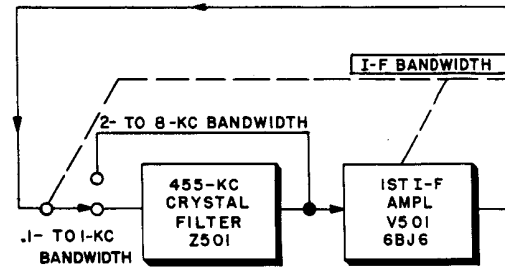 I-F BANDWIDTH
2- TO 8-KC BANDWIDTH
455-KC
CRYSTAL
FILTER
Z501
1ST I-F
AMPL
V501
6BJ6
.1- TO 1-KC
BANDWIDTH